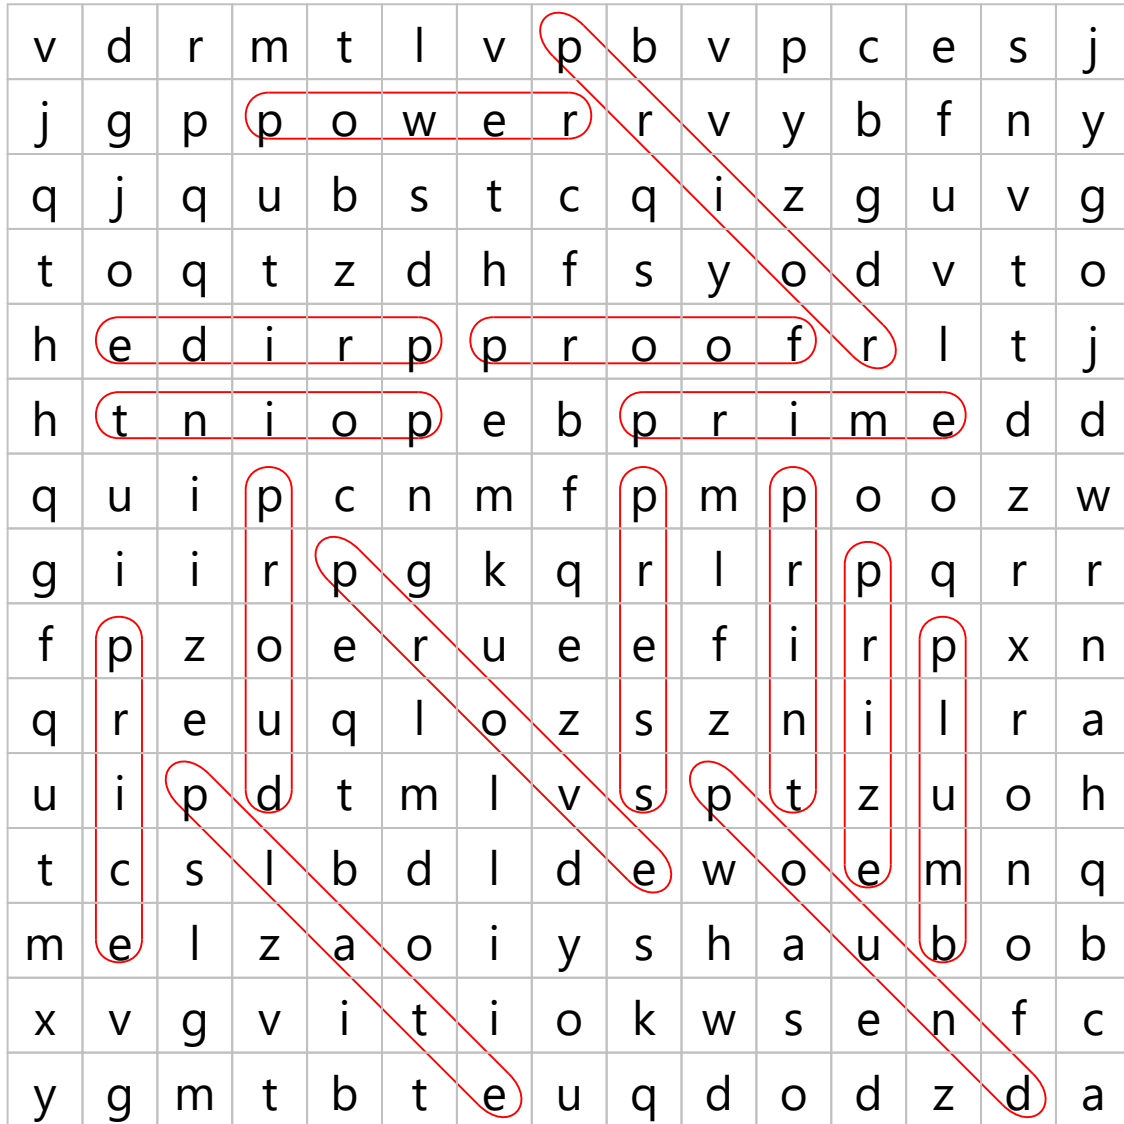 v d r m t l v p b v p c e s j
j g p p o w e r r v y b f n y
q j q u b s t c q i z g u v g
t o q t z d h f s y o d v t o
h e d i r p p r o o f r l t j
h t n i o p e b p r i m e d d
q u i p c n m f p m p o o z w
g i i r p g k q r l r p q r r
f p z o e r u e e f i r p x n
q r e u q l o z s z n i l r a
u i p d t m l v s p t z u o h
t c s l b d l d e w o e m n q
m e l z a o i y s h a u b o b
x v g v i t i o k w s e n f c
y g m t b t e u q d o d z d a